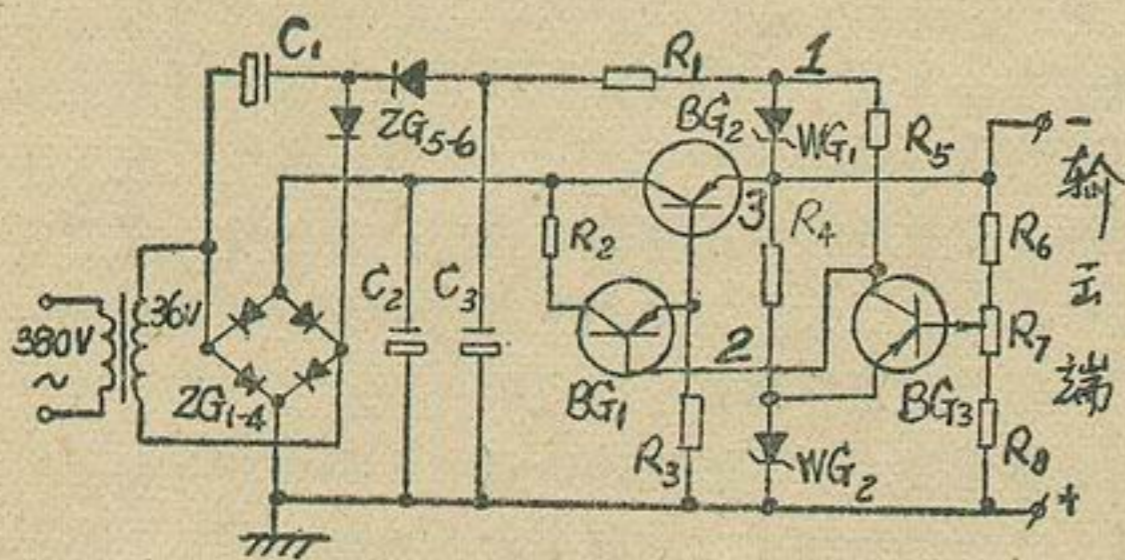 C₁
R₁
1
ZG₅₋₆
BG₂
WG₁
R₅
-
3
R₄
R₂
R₆
C₂
C₃
36V
380V
~
2
R₇
ZG₁₋₄
BG₁
BG₃
R₃
WG₂
R₈
+
输
端